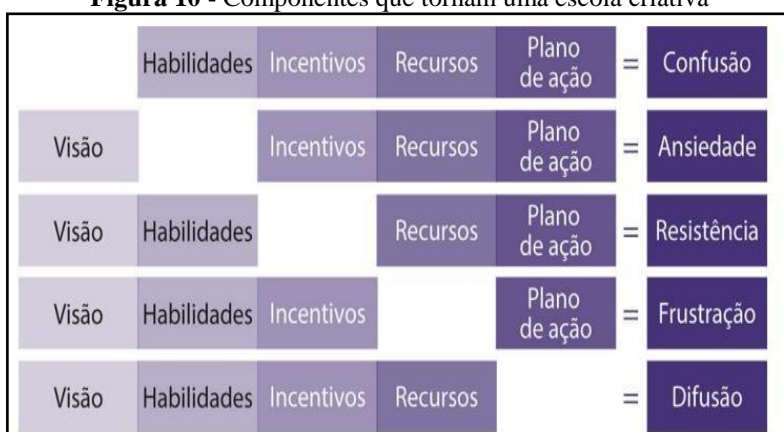 Figura 10 - Componentes que tornam uma escola criativa
Habilidades Incentivos Recursos Plano de ação = Confusão
Visão Incentivos Recursos Plano de ação = Ansiedade
Visão Habilidades Recursos Plano de ação = Resistência
Visão Habilidades Incentivos Plano de ação = Frustração
Visão Habilidades Incentivos Recursos = Difusão